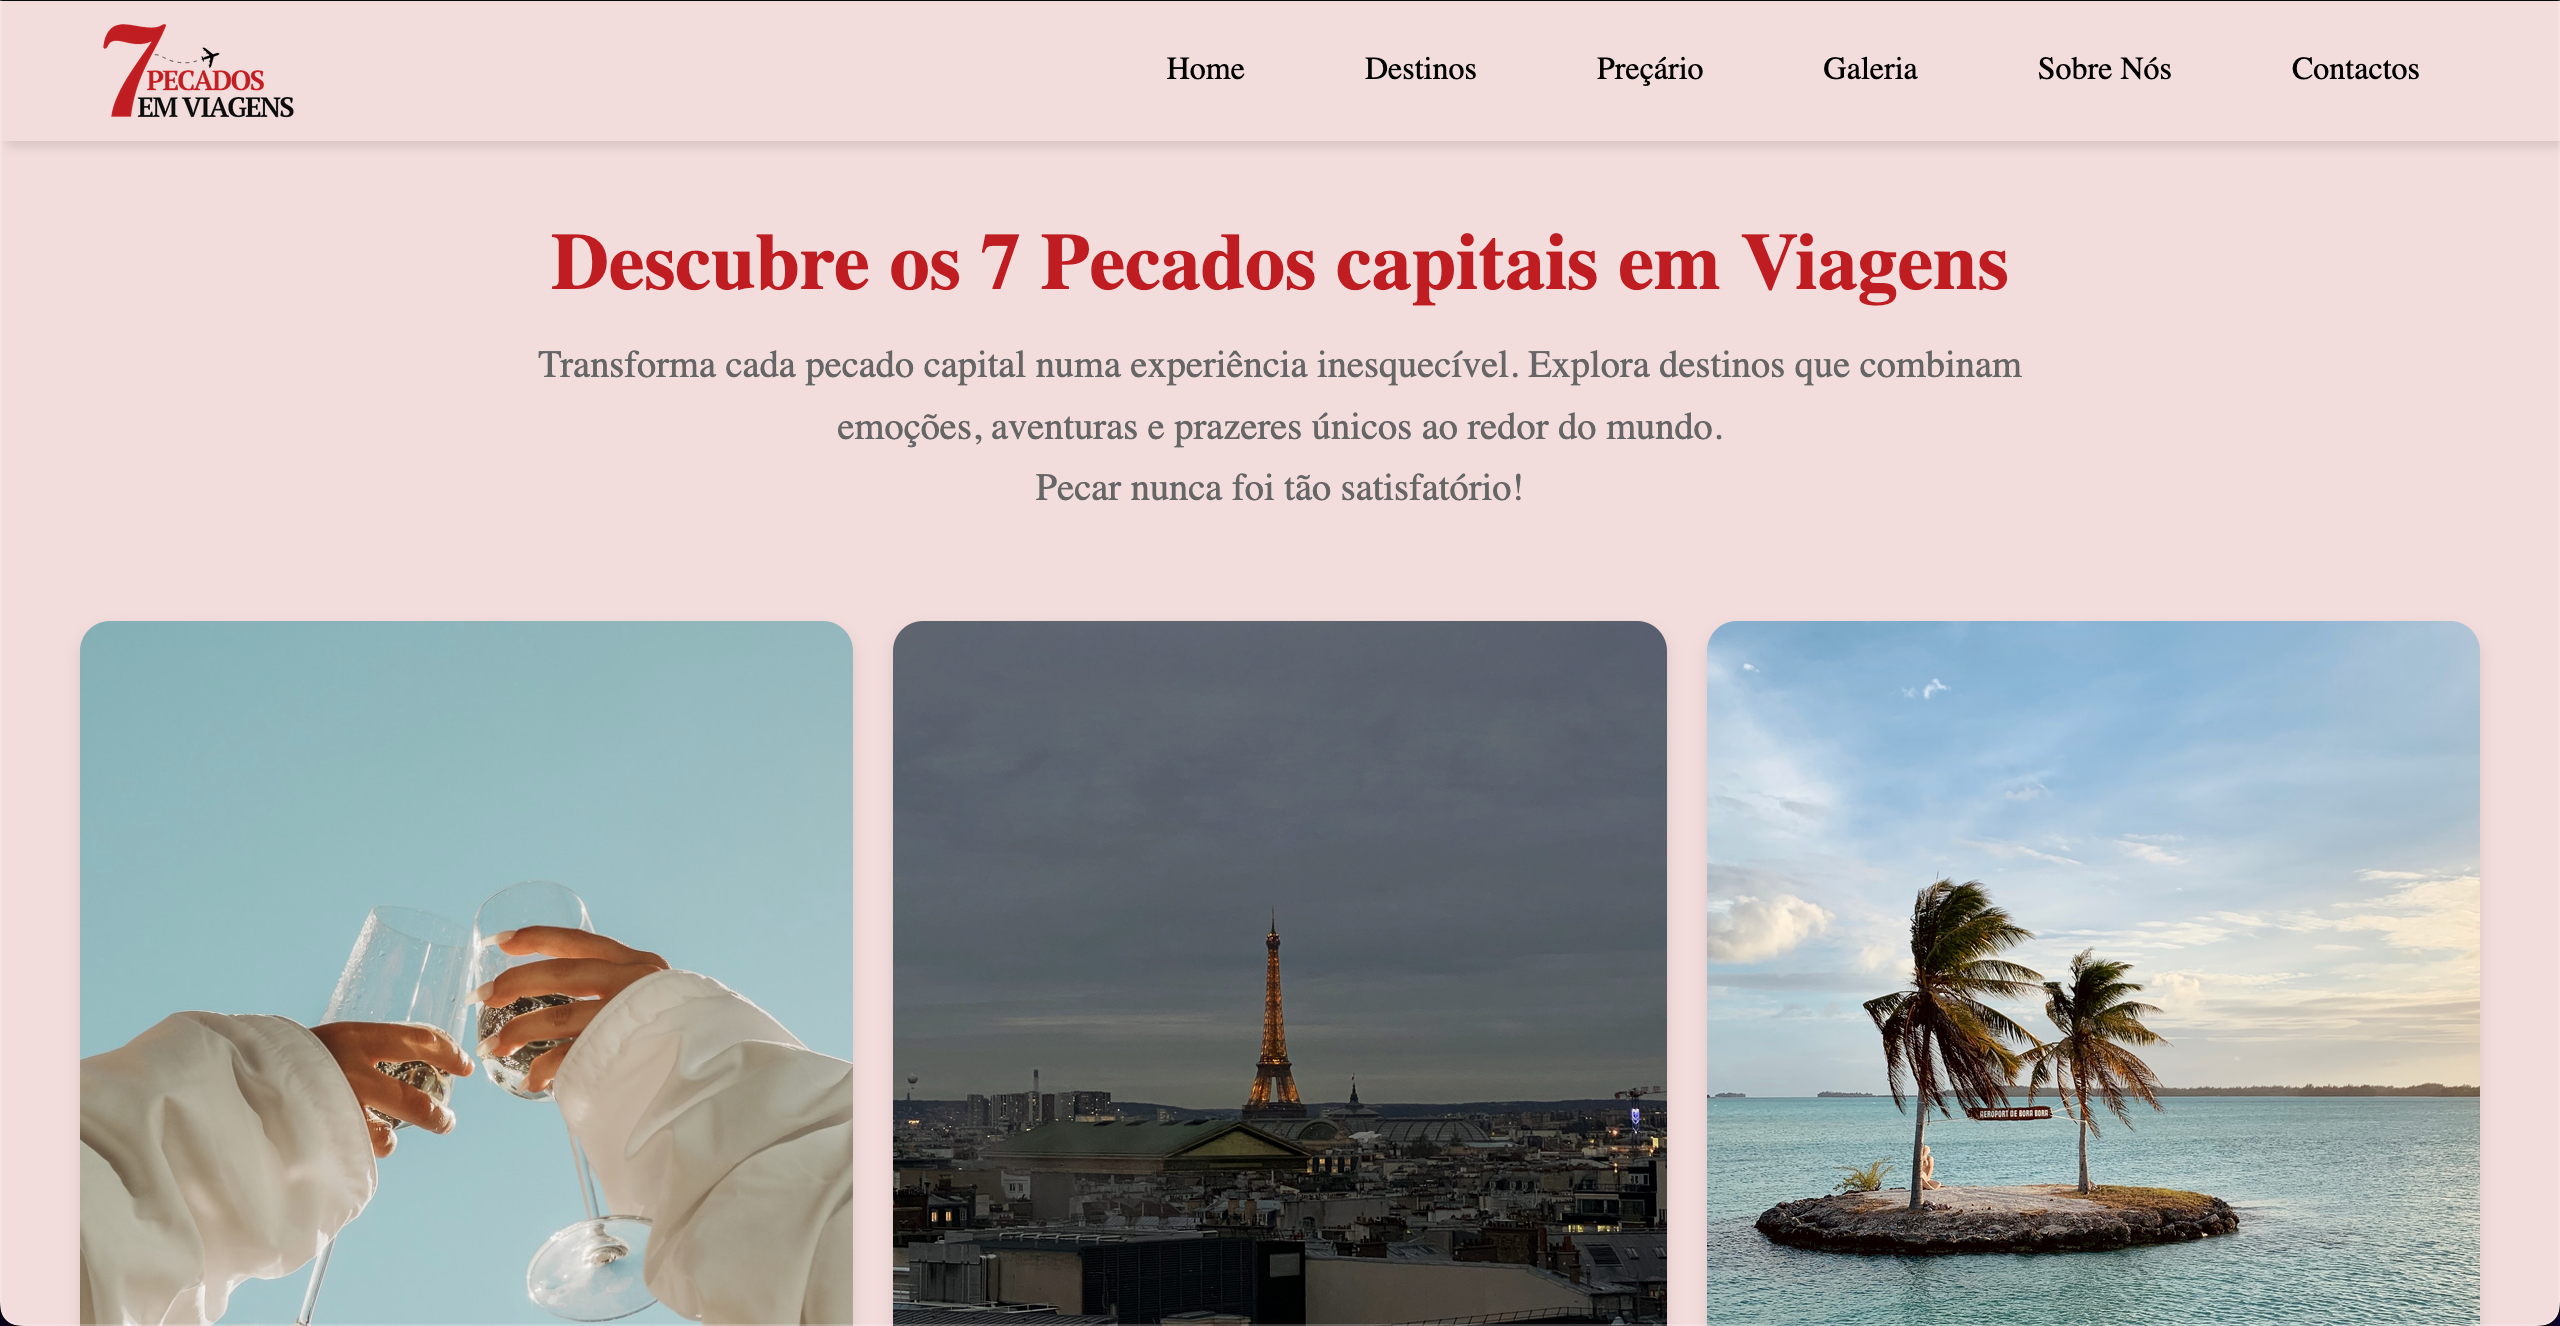 7 PECADOS
EM VIAGENS
Home
Destinos
Preçário
Galeria
Sobre Nós
Contactos
Descubre os 7 Pecados capitais em Viagens
Transforma cada pecado capital numa experiência inesquecível. Explora destinos que combinam
emoções, aventuras e prazeres únicos ao redor do mundo.
Pecar nunca foi tão satisfatório!
AEROPORT DE BORA BORA